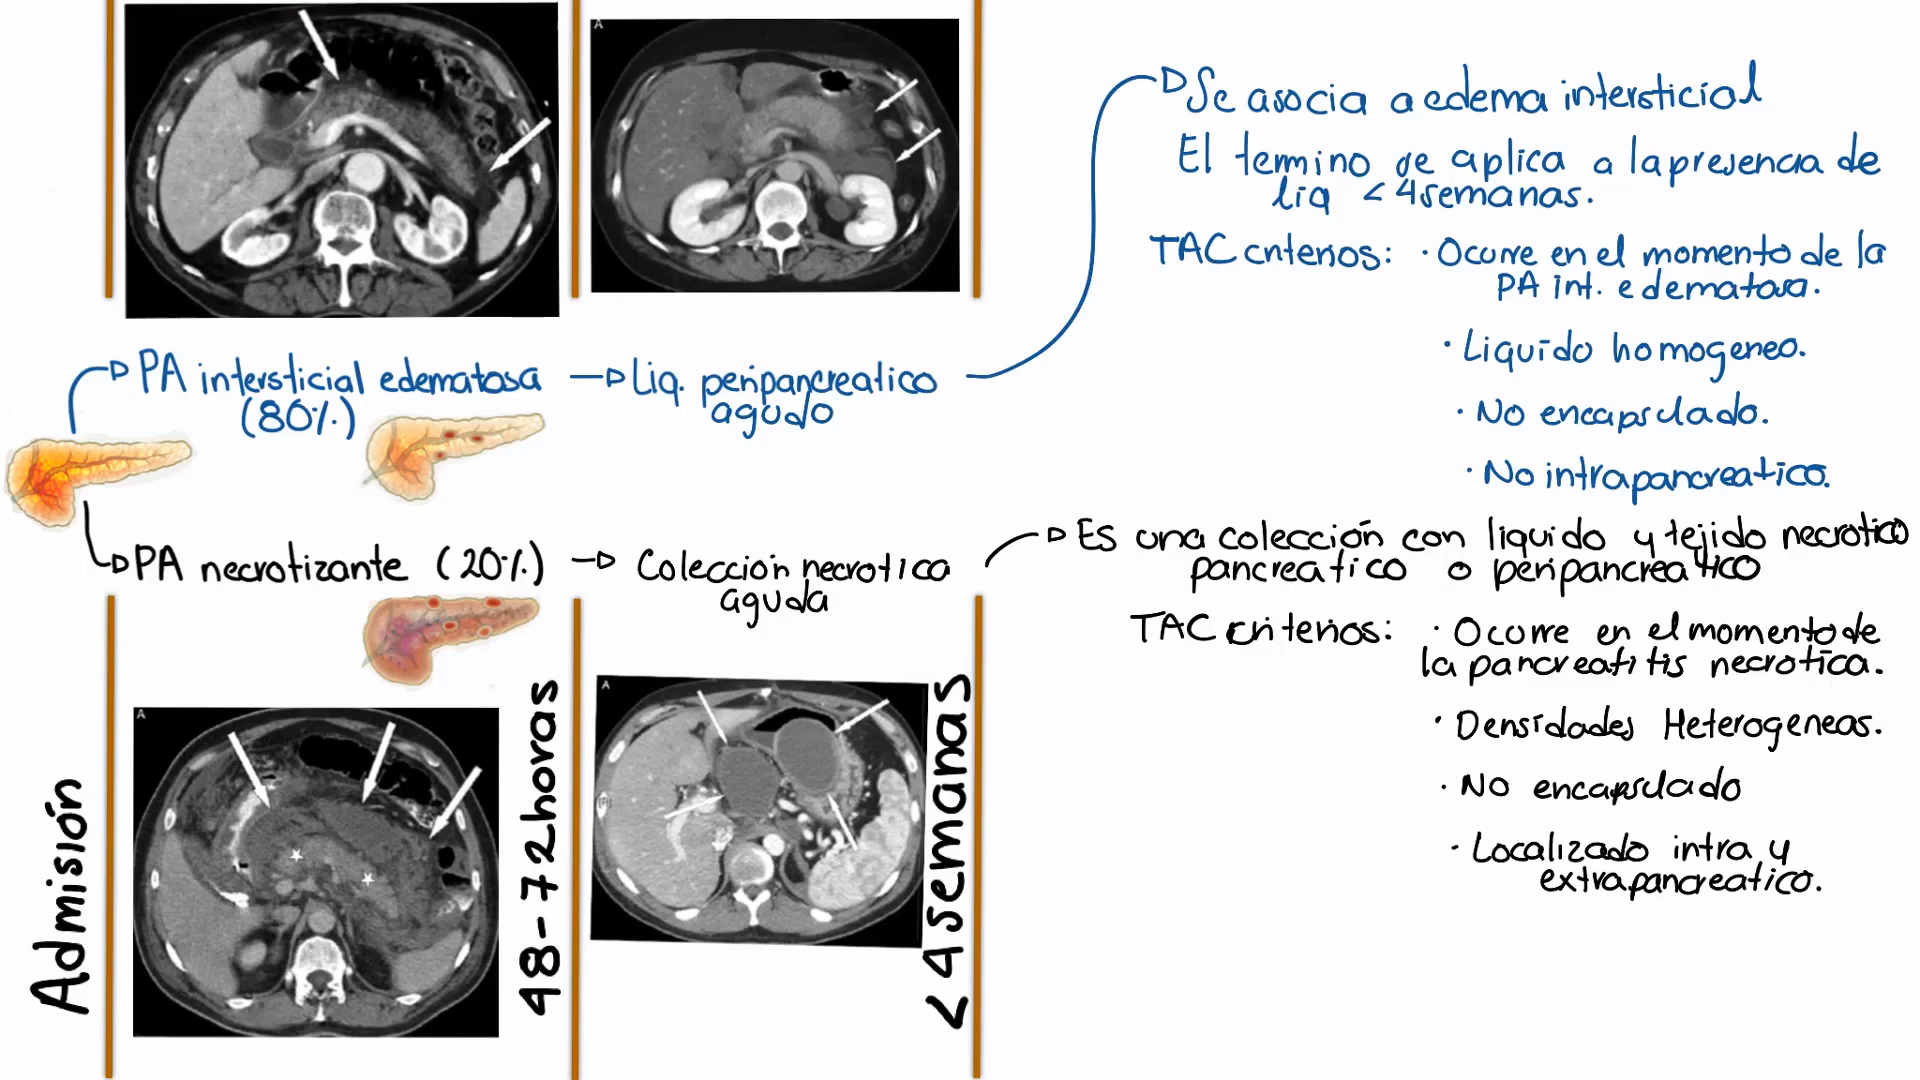 A
Se asocia a edema intersticial
El termino se aplica a la presencia de
liq < 4 semanas.
TAC criterios: · Ocurre en el momento de la
PA int. edematosa.
· Liquido homogeneo.
· No encapsulado.
· No intrapancreatico.
PA intersticial edematosa
(80%)
Liq. peripancreatico
agudo
PA necrotizante (20%)
Colección necrotica
aguda
Es una colección con liquido y tejido necrotico
pancreatico o peripancreatico
TAC criterios: · Ocurre en el momento de
la pancreatitis necrotica.
· Densidades Heterogeneas.
· No encapsulado
· Localizado intra y
extrapancreatico.
Admisión
A
48-72 horas
A
< 4 semanas